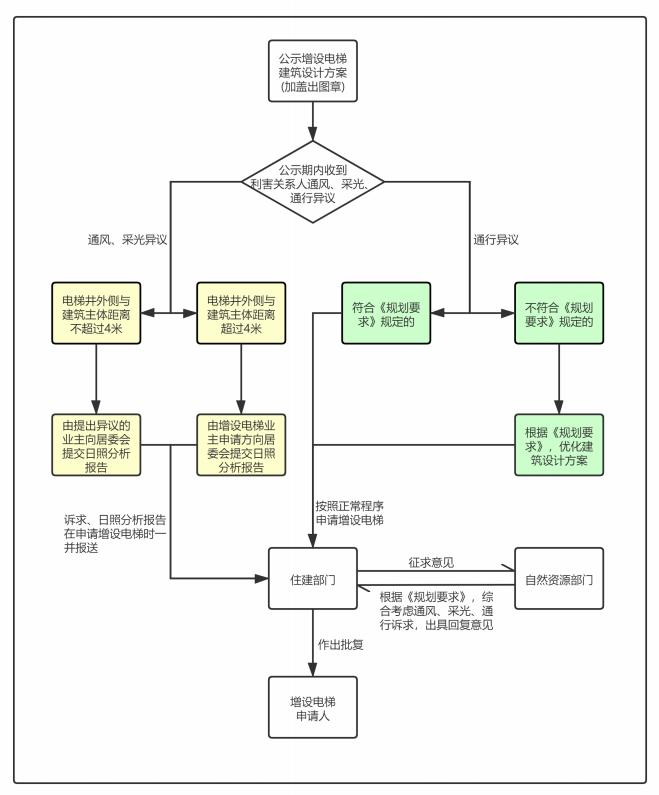 公示增设电梯
建筑设计方案
(加盖出图章)
公示期内收到
利害关系人通风、采光、
通行异议
通风、采光异议
通行异议
电梯井外侧与
建筑主体距离
不超过4米
电梯井外侧与
建筑主体距离
超过4米
符合《规划要
求》规定的
不符合《规划
要求》规定的
由提出异议的
业主向居委会
提交日照分析
报告
由增设电梯业
主申请方向居
委会提交日照
分析报告
根据《规划要
求》，优化建
筑设计方案
诉求、日照分析报告
在申请增设电梯时一
并报送
按照正常程序
申请增设电梯
住建部门
征求意见
自然资源部门
根据《规划要求》，综
合考虑通风、采光、通
行诉求，出具回复意见
作出批复
增设电梯
申请人